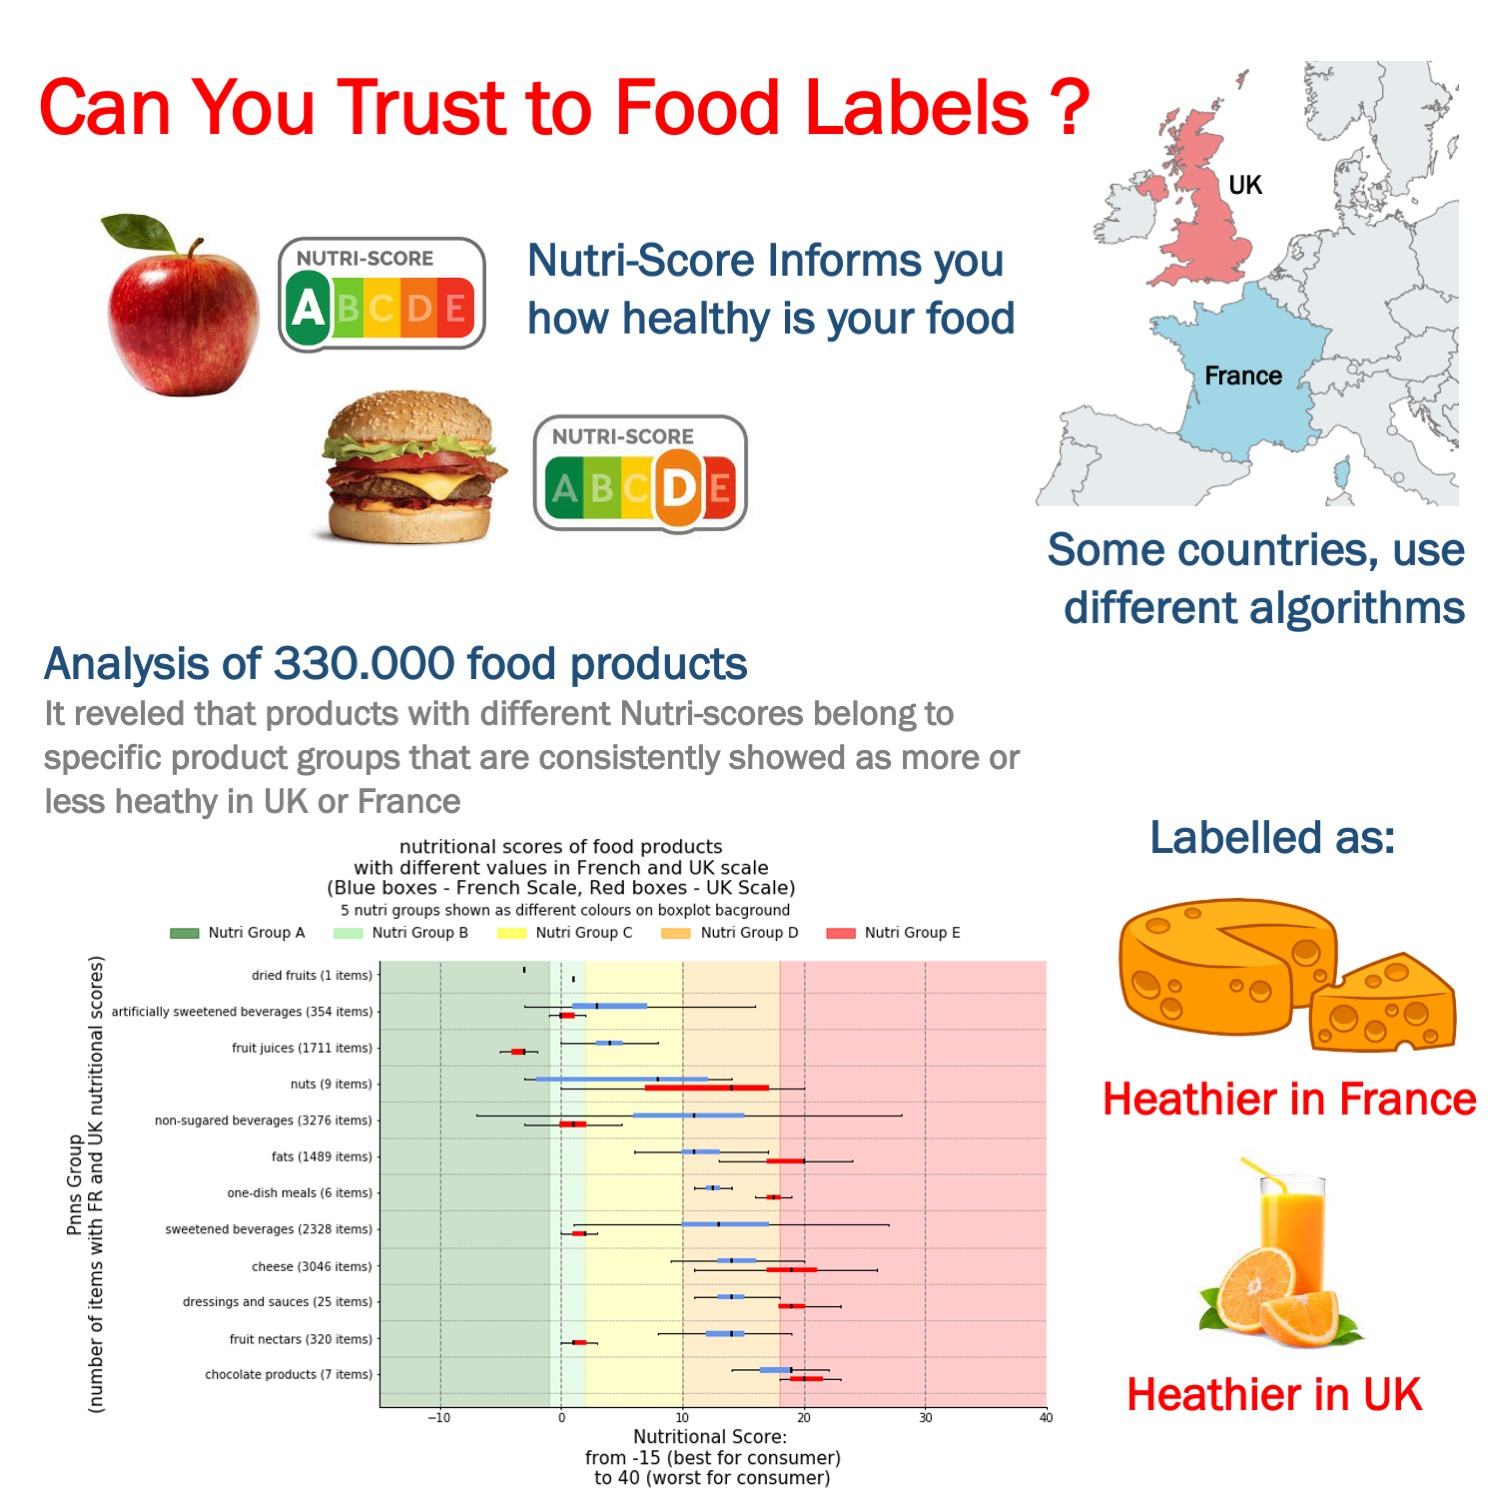 Can You Trust to Food Labels ?
UK
France
NUTRI-SCORE
A B C D E
Nutri-Score Informs you
how healthy is your food
NUTRI-SCORE
A B C D E
Some countries, use
different algorithms
Analysis of 330.000 food products
It reveled that products with different Nutri-scores belong to
specific product groups that are consistently showed as more or
less heathy in UK or France
nutritional scores of food products
with different values in French and UK scale
(Blue boxes - French Scale, Red boxes - UK Scale)
5 nutri groups shown as different colours on boxplot bacground
Nutri Group A Nutri Group B Nutri Group C Nutri Group D Nutri Group E
Pnns Group
(number of items with FR and UK nutritional scores)
dried fruits (1 items)
artificially sweetened beverages (354 items)
fruit juices (1711 items)
nuts (9 items)
non-sugared beverages (3276 items)
fats (1489 items)
one-dish meals (6 items)
sweetened beverages (2328 items)
cheese (3046 items)
dressings and sauces (25 items)
fruit nectars (320 items)
chocolate products (7 items)
−10 0 10 20 30 40
Nutritional Score:
from -15 (best for consumer)
to 40 (worst for consumer)
Labelled as:
Heathier in France
Heathier in UK